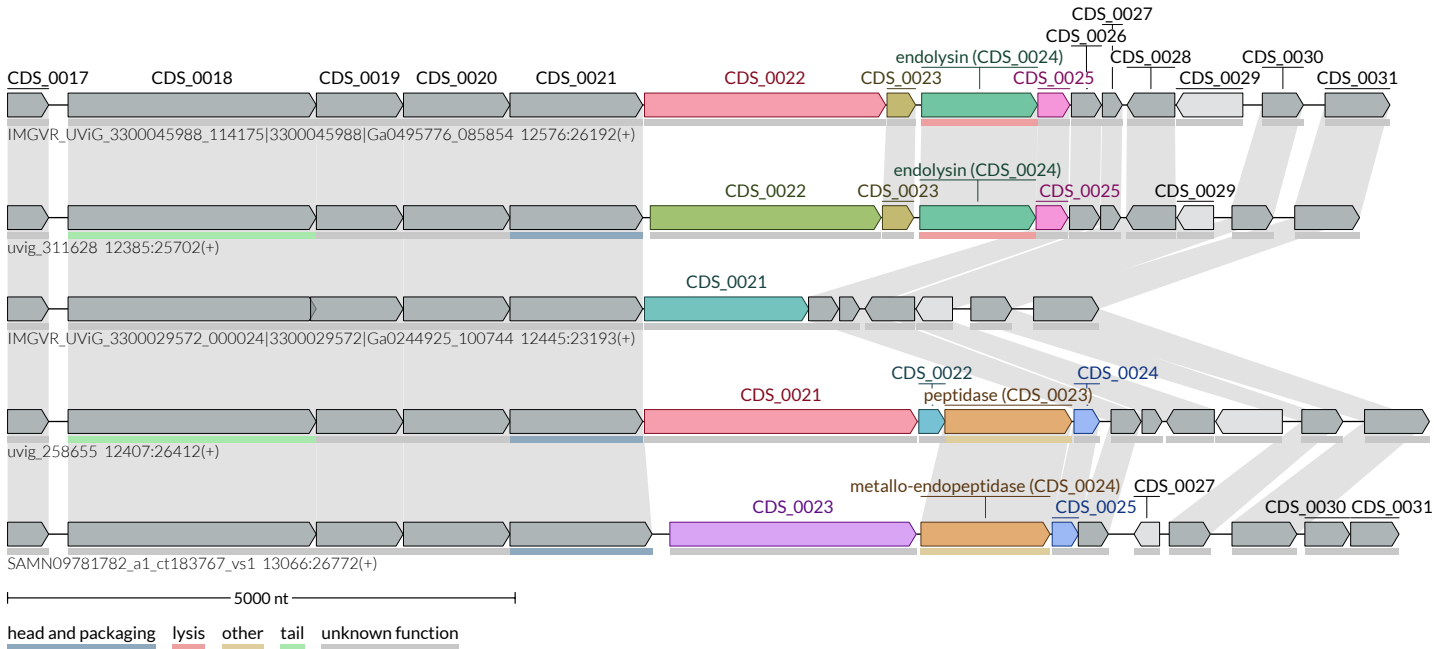 CDS_0027
CDS_0026
endolysin (CDS_0024) CDS_0028 CDS_0030
CDS_0017 CDS_0018 CDS_0019 CDS_0020 CDS_0021 CDS_0022 CDS_0023 CDS_0025 CDS_0029 CDS_0031
IMGVR_UViG_3300045988_114175|3300045988|Ga0495776_085854 12576:26192(+)
endolysin (CDS_0024)
CDS_0022 CDS_0023 CDS_0025 CDS_0029
uvig_311628 12385:25702(+)
CDS_0021
IMGVR_UViG_3300029572_000024|3300029572|Ga0244925_100744 12445:23193(+)
CDS_0022 CDS_0024
CDS_0021 peptidase (CDS_0023)
uvig_258655 12407:26412(+)
metallo-endopeptidase (CDS_0024) CDS_0027
CDS_0023 CDS_0025 CDS_0030 CDS_0031
SAMN09781782_a1_ct183767_vs1 13066:26772(+)
5000 nt
head and packaging lysis other tail unknown function